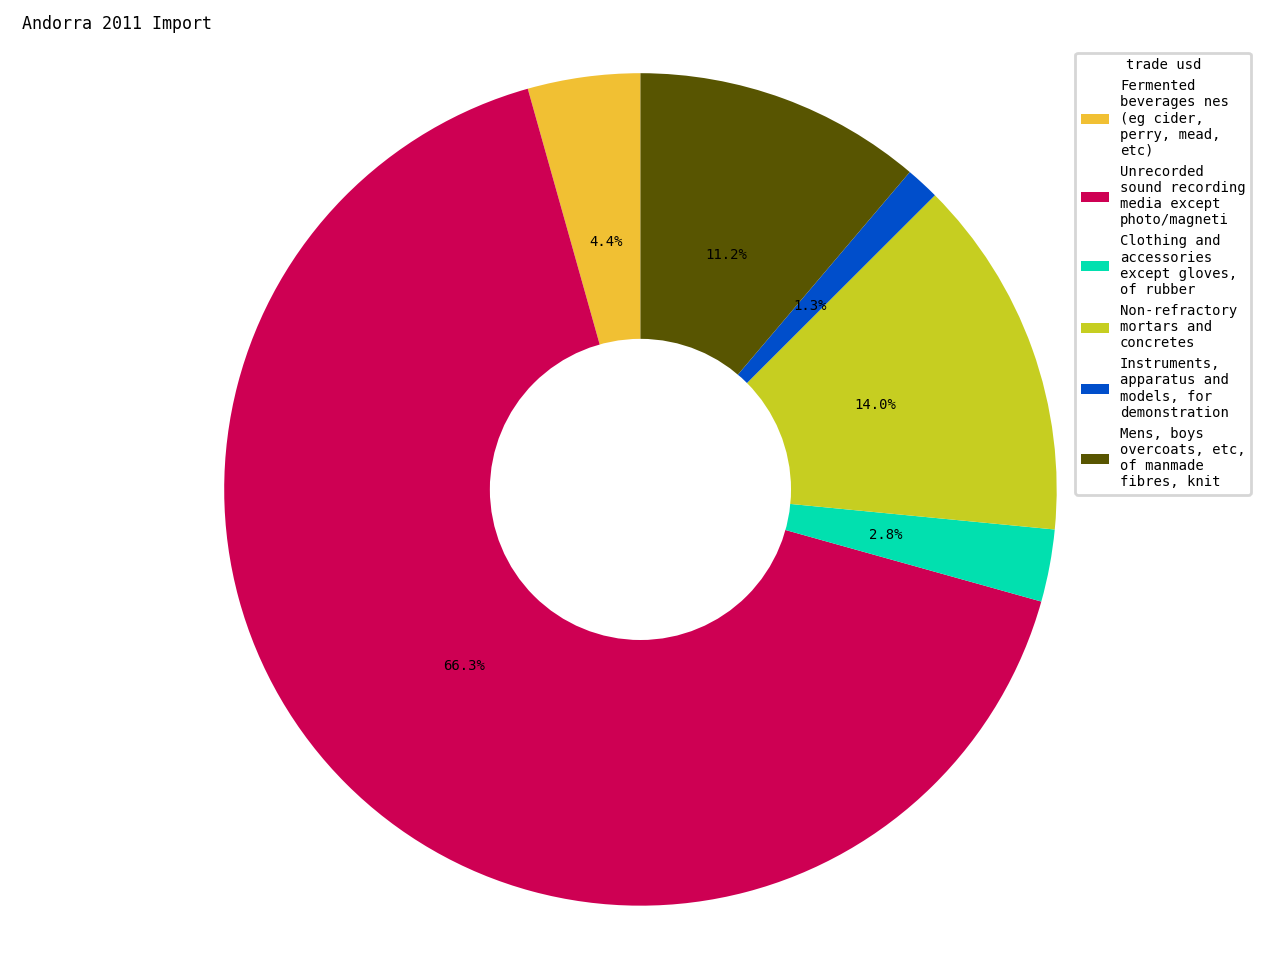 Andorra 2011 Import
trade usd
Fermented
beverages nes
(eg cider,
perry, mead,
etc)
Unrecorded
sound recording
media except
photo/magneti
Clothing and
accessories
except gloves,
of rubber
Non-refractory
mortars and
concretes
Instruments,
apparatus and
models, for
demonstration
Mens, boys
overcoats, etc,
of manmade
fibres, knit
4.4%
11.2%
1.3%
14.0%
2.8%
66.3%